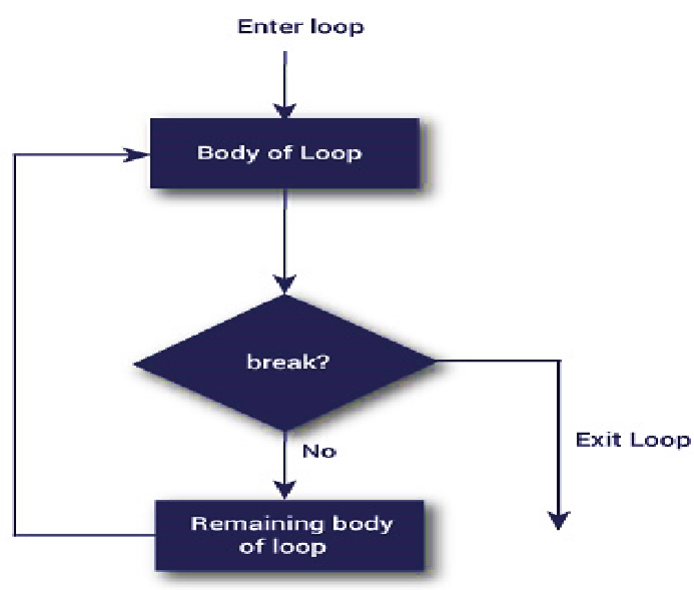 Enter loop
Body of Loop
break?
No
Exit Loop
Remaining body
of loop